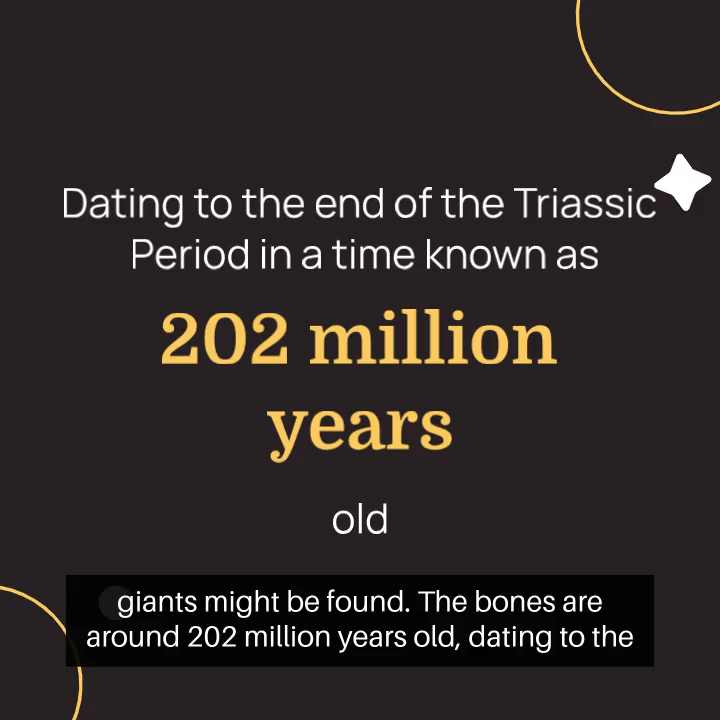 Dating to the end of the Triassic
Period in a time known as
202 million
years
old
giants might be found. The bones are
around 202 million years old, dating to the